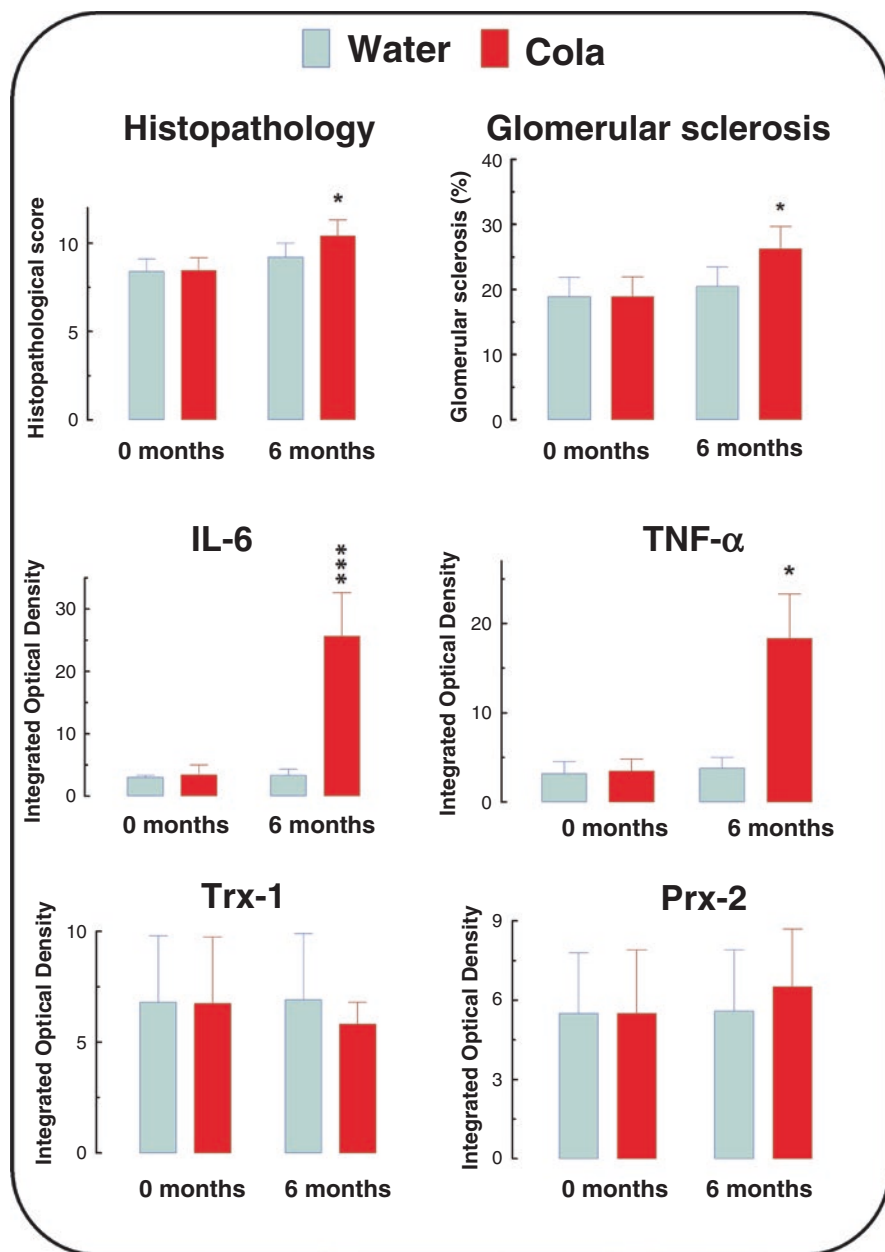 Water Cola
Histopathology
Histopathological score
10
5
0
*
0 months 6 months
Glomerular sclerosis
Glomerular sclerosis (%)
40
30
20
10
0
*
0 months 6 months
IL-6
Integrated Optical Density
30
20
10
0
***
0 months 6 months
TNF-α
Integrated Optical Density
20
10
0
*
0 months 6 months
Trx-1
Integrated Optical Density
10
5
0
0 months 6 months
Prx-2
Integrated Optical Density
9
6
3
0
0 months 6 months